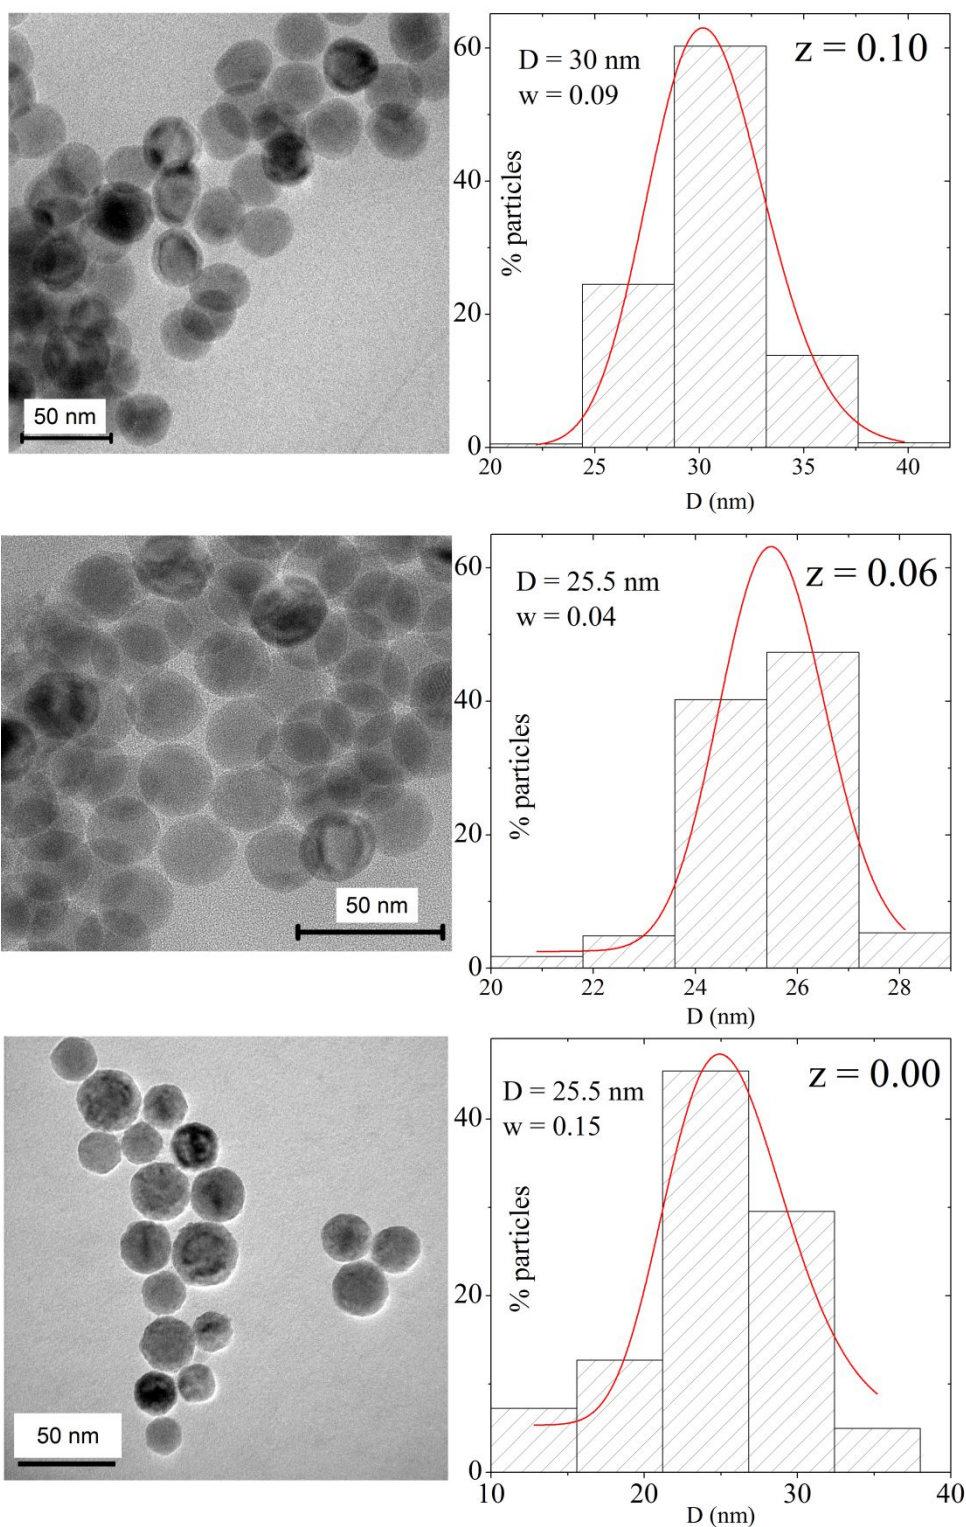 50 nm
z = 0.10
D = 30 nm
w = 0.09
% particles
60
40
20
0
20 25 30 35 40
D (nm)
50 nm
z = 0.06
D = 25.5 nm
w = 0.04
% particles
60
40
20
0
20 22 24 26 28
D (nm)
50 nm
z = 0.00
D = 25.5 nm
w = 0.15
% particles
40
20
0
10 20 30 40
D (nm)